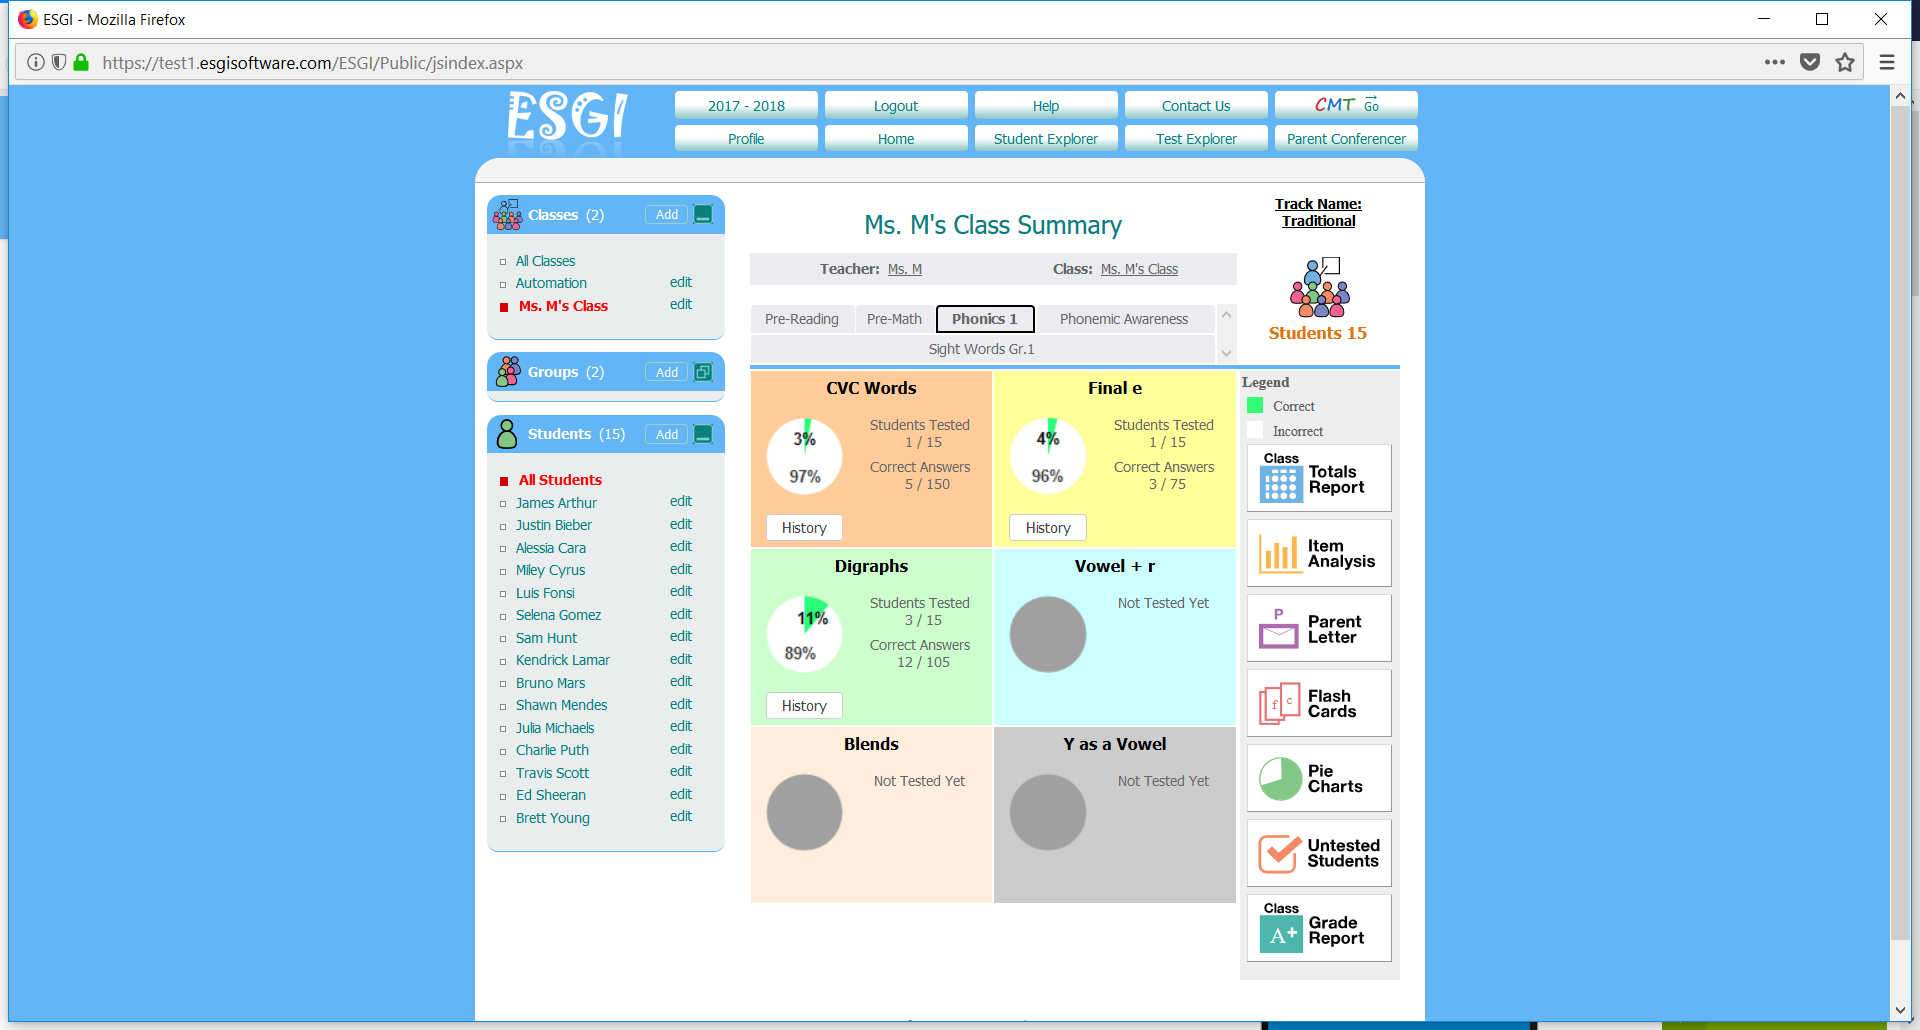 ESGI - Mozilla Firefox
https://test1.esgisoftware.com/ESGI/Public/jsindex.aspx
ESGI
2017 - 2018
Logout
Help
Contact Us
CMT Go
Profile
Home
Student Explorer
Test Explorer
Parent Conferencer
Classes (2)
Add
All Classes
Automation edit
Ms. M's Class edit
Groups (2)
Add
Students (15)
Add
All Students
James Arthur edit
Justin Bieber edit
Alessia Cara edit
Miley Cyrus edit
Luis Fonsi edit
Selena Gomez edit
Sam Hunt edit
Kendrick Lamar edit
Bruno Mars edit
Shawn Mendes edit
Julia Michaels edit
Charlie Puth edit
Travis Scott edit
Ed Sheeran edit
Brett Young edit
Ms. M's Class Summary
Teacher: Ms. M
Class: Ms. M's Class
Track Name:
Traditional
Students 15
Pre-Reading
Pre-Math
Phonics 1
Phonemic Awareness
Sight Words Gr.1
CVC Words
3%
97%
Students Tested
1 / 15
Correct Answers
5 / 150
History
Final e
4%
96%
Students Tested
1 / 15
Correct Answers
3 / 75
History
Digraphs
11%
89%
Students Tested
3 / 15
Correct Answers
12 / 105
History
Vowel + r
Not Tested Yet
Blends
Not Tested Yet
Y as a Vowel
Not Tested Yet
Legend
Correct
Incorrect
Class
Totals
Report
Item
Analysis
P
Parent
Letter
f c
Flash
Cards
Pie
Charts
Untested
Students
Class
A+
Grade
Report